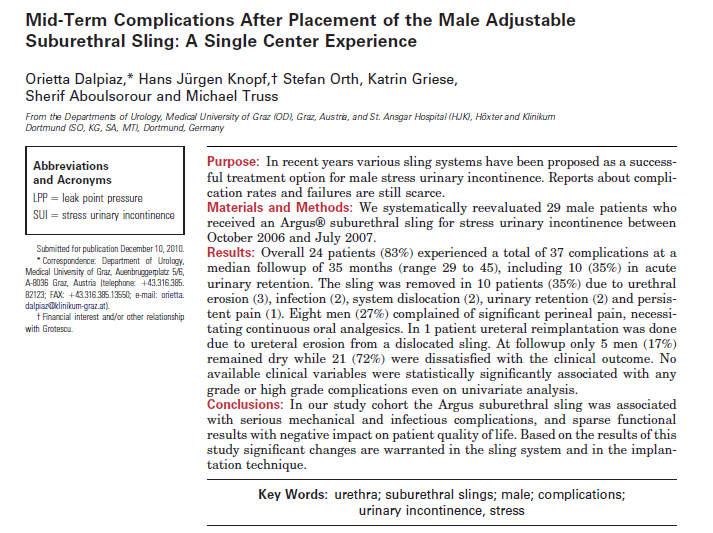 Mid-Term Complications After Placement of the Male Adjustable
Suburethral Sling: A Single Center Experience
Orietta Dalpiaz,* Hans Jürgen Knopf,† Stefan Orth, Katrin Griese,
Sherif Aboulsorour and Michael Truss
From the Departments of Urology, Medical University of Graz (OD), Graz, Austria, and St. Ansgar Hospital (HJK), Höxter and Klinikum
Dortmund (SO, KG, SA, MT), Dortmund, Germany
Abbreviations
and Acronyms
LPP = leak point pressure
SUI = stress urinary incontinence
Submitted for publication December 10, 2010.
* Correspondence: Department of Urology,
Medical University of Graz, Auenbruggerplatz 5/6,
A-8036 Graz, Austria (telephone: +43.316.385.
82123; FAX: +43.316.385.13550; e-mail: orietta.
dalpiaz@klinikum-graz.at).
† Financial interest and/or other relationship
with Grotescu.
Purpose: In recent years various sling systems have been proposed as a success-
ful treatment option for male stress urinary incontinence. Reports about compli-
cation rates and failures are still scarce.
Materials and Methods: We systematically reevaluated 29 male patients who
received an Argus® suburethral sling for stress urinary incontinence between
October 2006 and July 2007.
Results: Overall 24 patients (83%) experienced a total of 37 complications at a
median followup of 35 months (range 29 to 45), including 10 (35%) in acute
urinary retention. The sling was removed in 10 patients (35%) due to urethral
erosion (3), infection (2), system dislocation (2), urinary retention (2) and persis-
tent pain (1). Eight men (27%) complained of significant perineal pain, necessi-
tating continuous oral analgesics. In 1 patient ureteral reimplantation was done
due to ureteral erosion from a dislocated sling. At followup only 5 men (17%)
remained dry while 21 (72%) were dissatisfied with the clinical outcome. No
available clinical variables were statistically significantly associated with any
grade or high grade complications even on univariate analysis.
Conclusions: In our study cohort the Argus suburethral sling was associated
with serious mechanical and infectious complications, and sparse functional
results with negative impact on patient quality of life. Based on the results of this
study significant changes are warranted in the sling system and in the implan-
tation technique.
Key Words: urethra; suburethral slings; male; complications;
urinary incontinence, stress